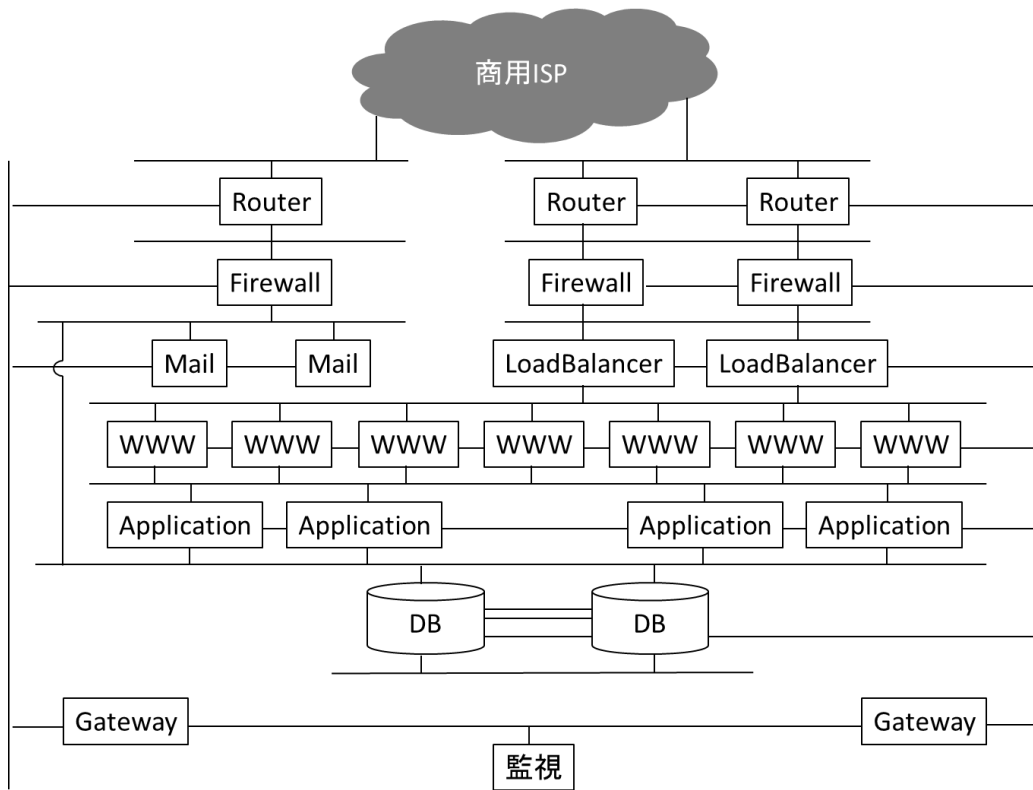 商用ISP
Router
Router
Router
Firewall
Firewall
Firewall
Mail
Mail
LoadBalancer
LoadBalancer
WWW
WWW
WWW
WWW
WWW
WWW
WWW
Application
Application
Application
Application
DB
DB
Gateway
Gateway
監視